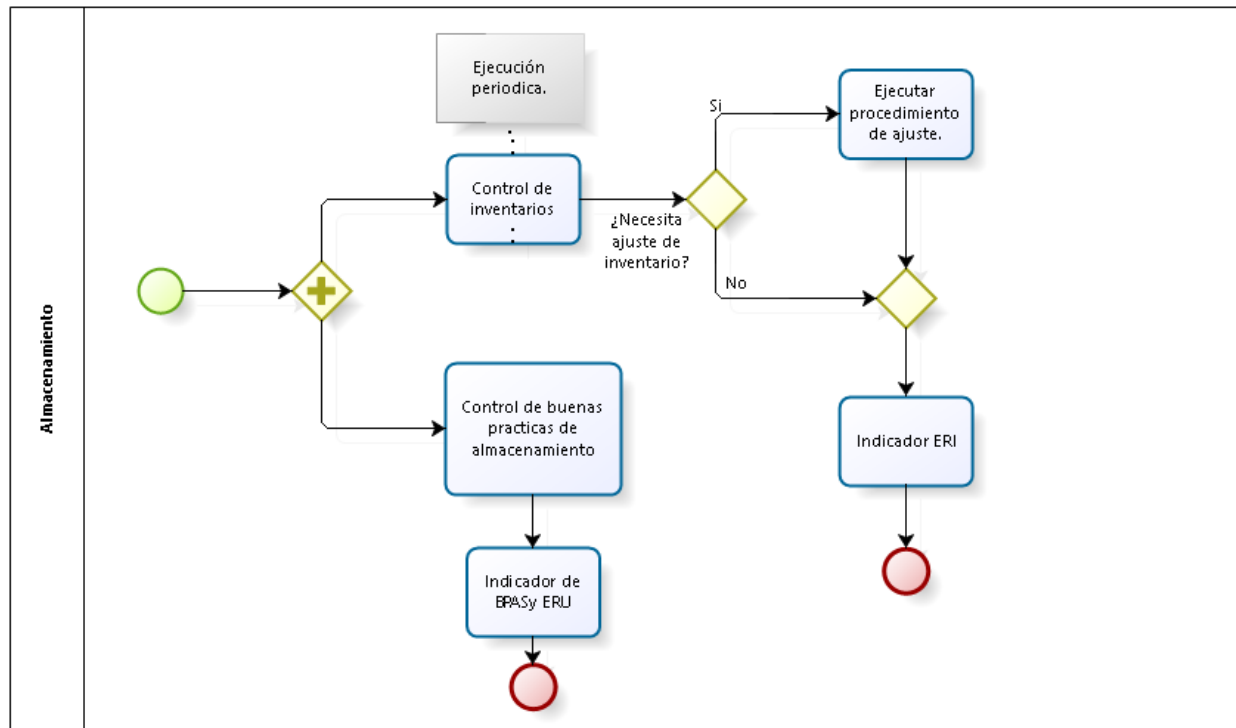 Almacenamiento
Ejecución
periodica.
Control de
inventarios
¿Necesita
ajuste de
inventario?
Si
No
Ejecutar
procedimiento
de ajuste.
Indicador ERI
Control de buenas
practicas de
almacenamiento
Indicador de
BPASy ERU